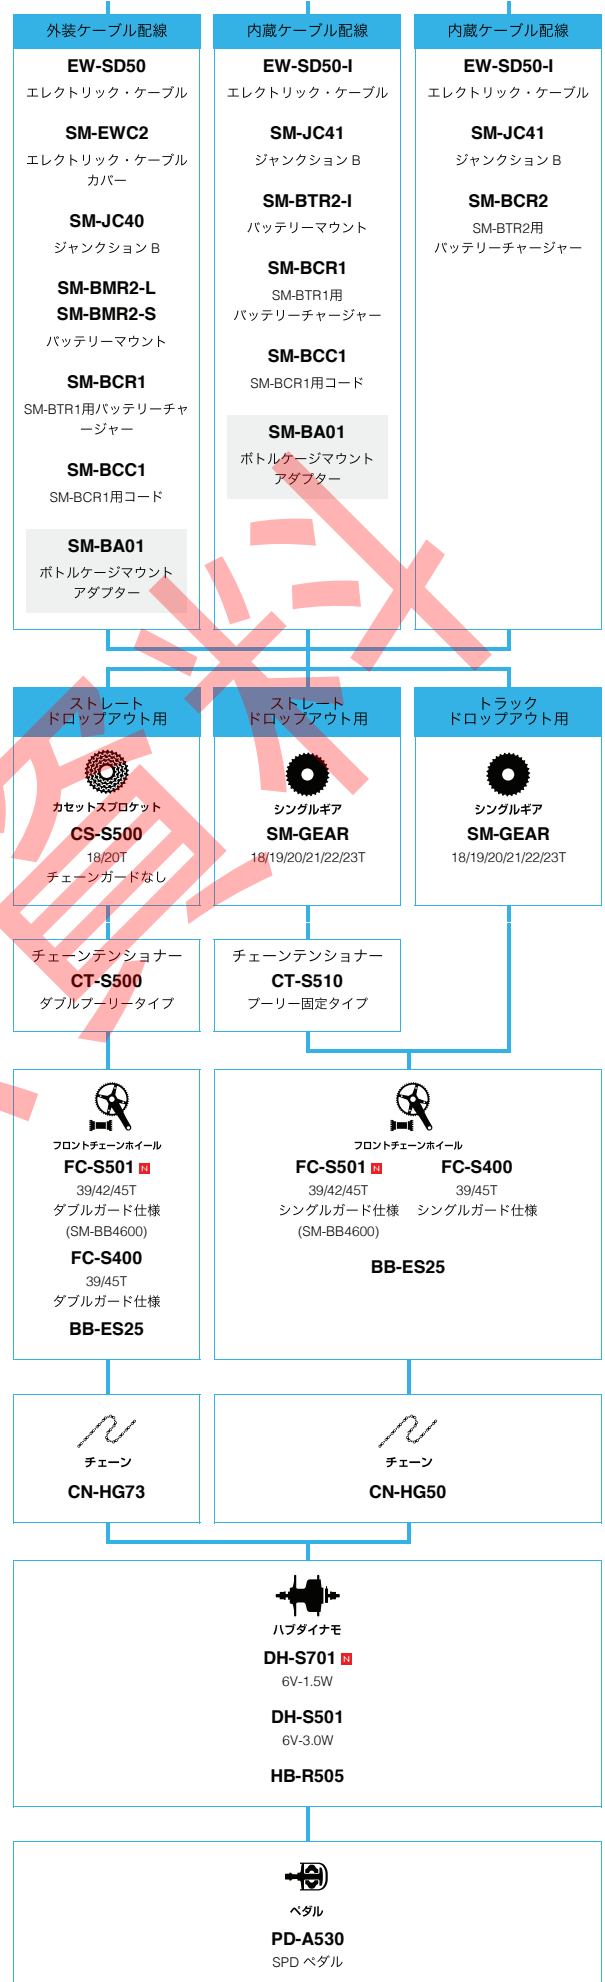 外装ケーブル配線
EW-SD50
エレクトリック・ケーブル
SM-EWC2
エレクトリック・ケーブル
カバー
SM-JC40
ジャンクション B
SM-BMR2-L
SM-BMR2-S
バッテリーマウント
SM-BCR1
SM-BTR1用バッテリーチャ
ージャー
SM-BCC1
SM-BCR1用コード
SM-BA01
ボトルケージマウント
アダプター
内蔵ケーブル配線
EW-SD50-I
エレクトリック・ケーブル
SM-JC41
ジャンクション B
SM-BTR2-I
バッテリーマウント
SM-BCR1
SM-BTR1用
バッテリーチャージャー
SM-BCC1
SM-BCR1用コード
SM-BA01
ボトルケージマウント
アダプター
内蔵ケーブル配線
EW-SD50-I
エレクトリック・ケーブル
SM-JC41
ジャンクション B
SM-BCR2
SM-BTR2用
バッテリーチャージャー
ストレート
ドロップアウト用
カセットスプロケット
CS-S500
18/20T
チェーンガードなし
ストレート
ドロップアウト用
シングルギア
SM-GEAR
18/19/20/21/22/23T
トラック
ドロップアウト用
シングルギア
SM-GEAR
18/19/20/21/22/23T
チェーンテンショナー
CT-S500
ダブルプーリータイプ
チェーンテンショナー
CT-S510
プーリー固定タイプ
フロントチェーンホイール
FC-S501 N
39/42/45T
ダブルガード仕様
(SM-BB4600)
FC-S400
39/45T
ダブルガード仕様
BB-ES25
フロントチェーンホイール
FC-S501 N
39/42/45T
シングルガード仕様
(SM-BB4600)
FC-S400
39/45T
シングルガード仕様
BB-ES25
チェーン
CN-HG73
チェーン
CN-HG50
ハブダイナモ
DH-S701 N
6V-1.5W
DH-S501
6V-3.0W
HB-R505
ペダル
PD-A530
SPD ペダル
資料